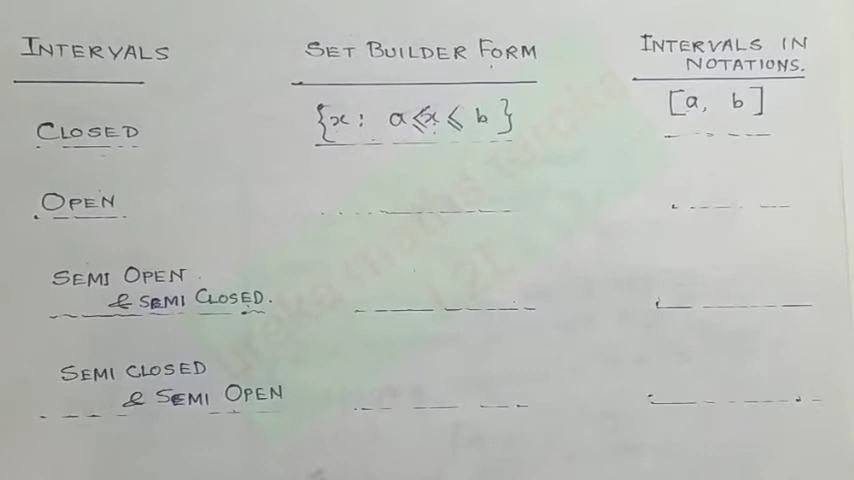 INTERVALS
SET BUILDER FORM
INTERVALS IN
NOTATIONS.
CLOSED
{x: a⩽x⩽ b}
[a, b]
OPEN
SEMI OPEN
& SEMI CLOSED.
SEMI CLOSED
& SEMI OPEN